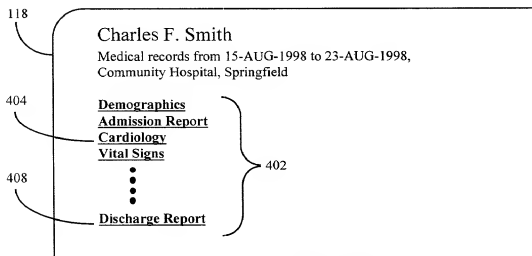 118
Charles F. Smith
Medical records from 15-AUG-1998 to 23-AUG-1998,
Community Hospital, Springfield
404
Demographics
Admission Report
Cardiology
Vital Signs
402
408
Discharge Report